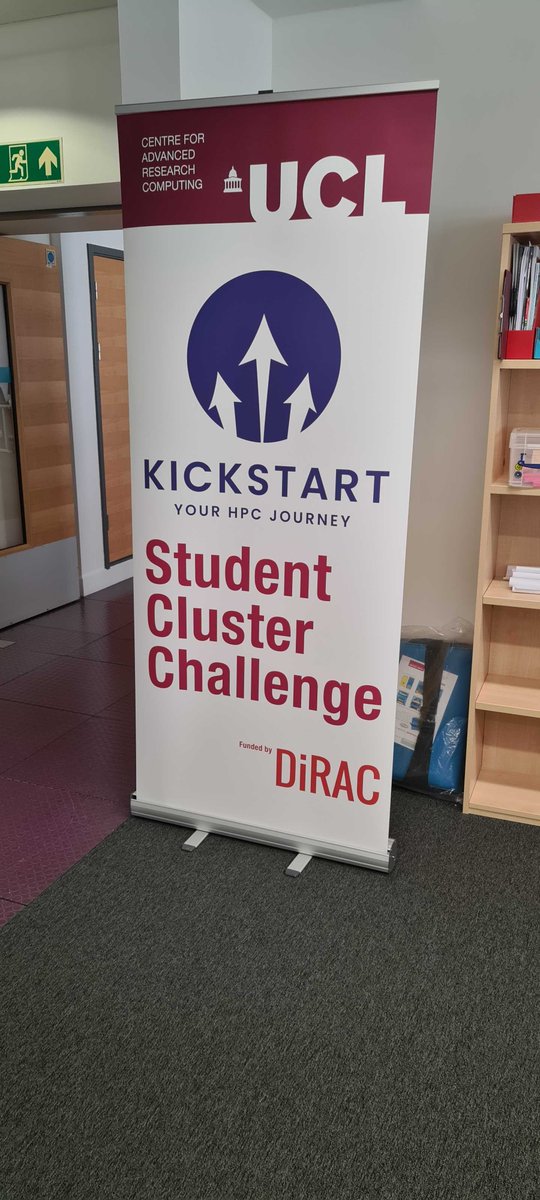 CENTRE FOR
ADVANCED
RESEARCH
COMPUTING
UCL
KICKSTART
YOUR HPC JOURNEY
Student
Cluster
Challenge
Funded by
DiRAC